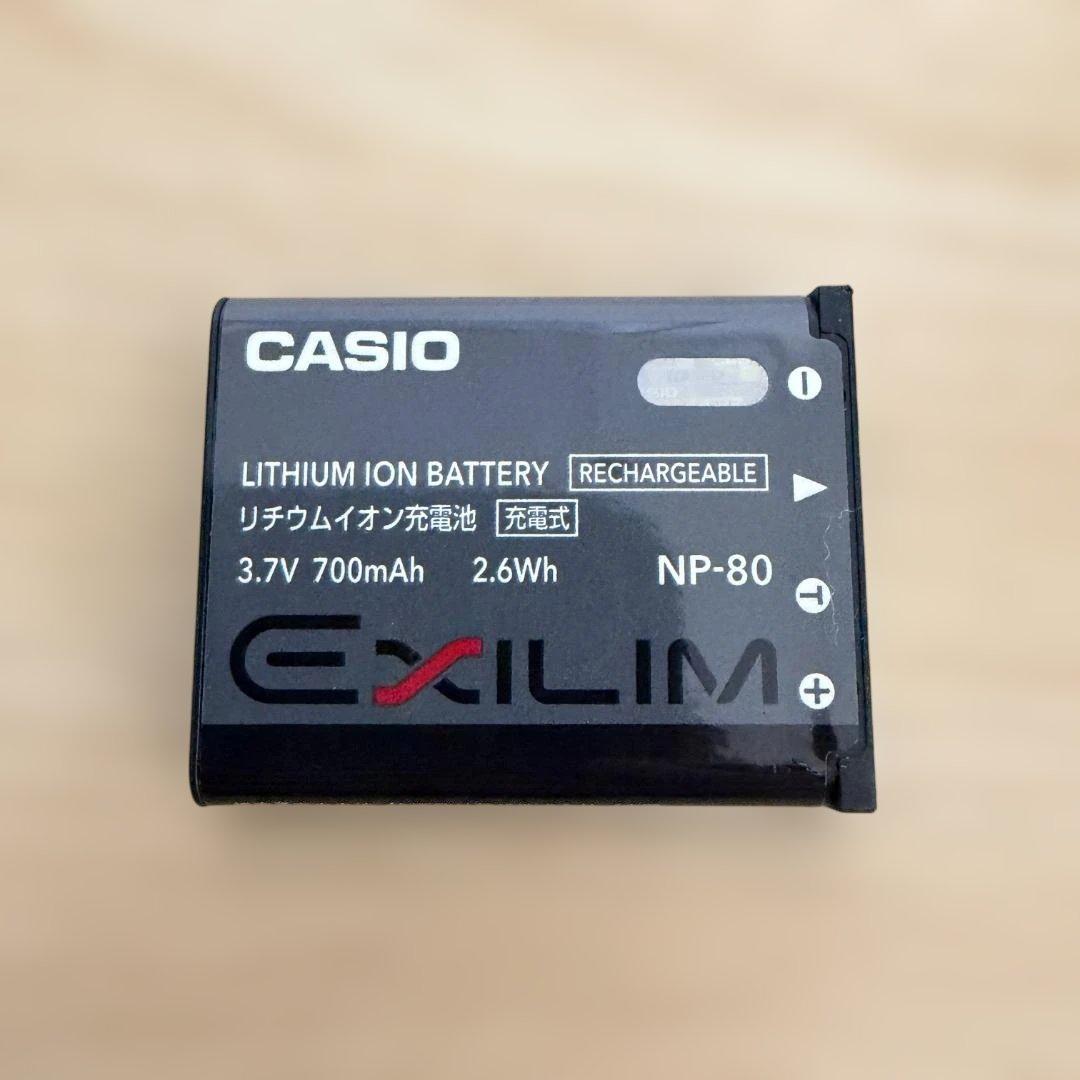 CASIO
LITHIUM ION BATTERY RECHARGEABLE
リチウムイオン充電池 充電式
3.7V 700mAh 2.6Wh NP-80
EXILIM
T